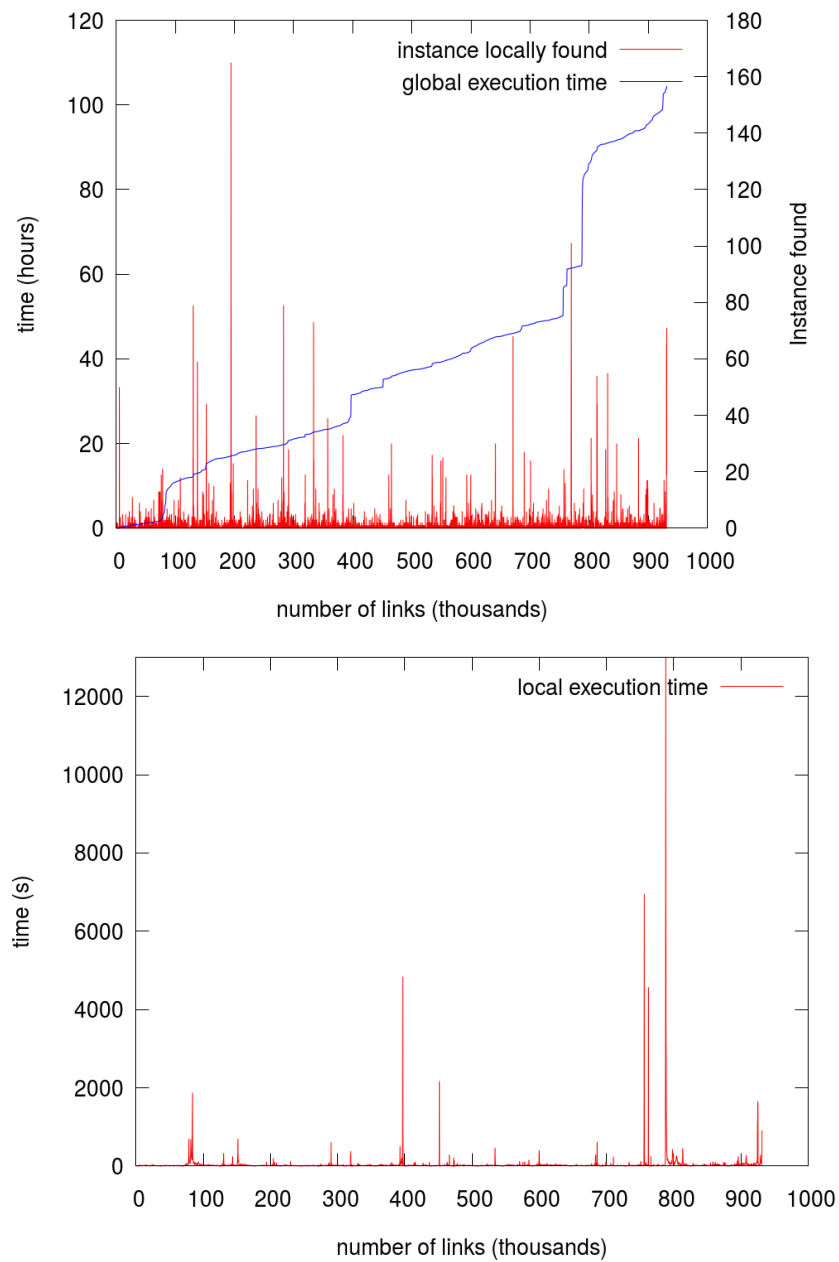 120
180
instance locally found
global execution time
100
160
140
80
120
60
100
80
40
60
40
20
20
0
0
time (hours)
Instance found
0 100 200 300 400 500 600 700 800 900 1000
number of links (thousands)
local execution time
12000
10000
8000
6000
4000
2000
0
time (s)
0 100 200 300 400 500 600 700 800 900 1000
number of links (thousands)